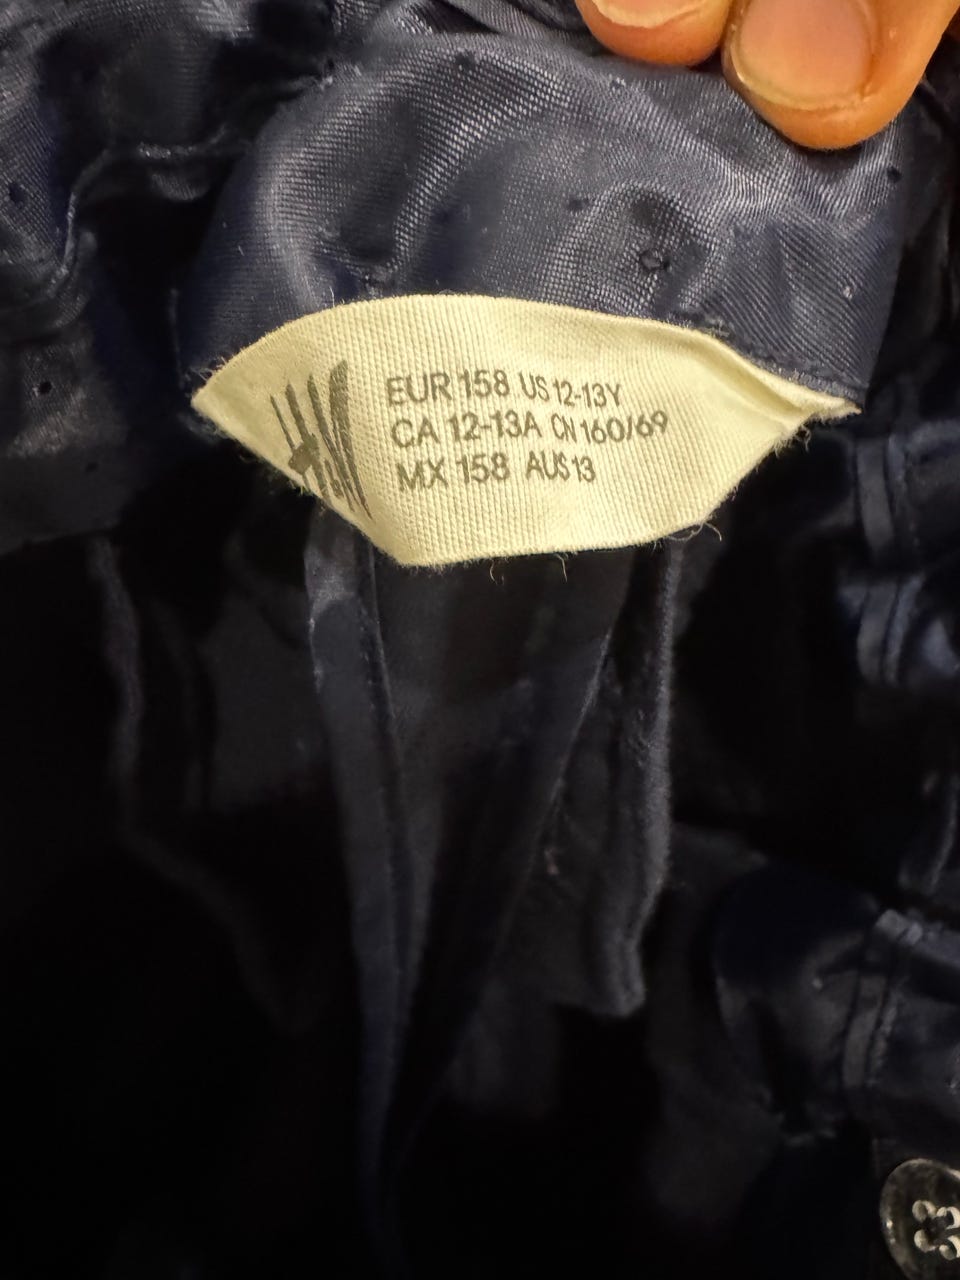 H&M
EUR 158 US 12-13Y
CA 12-13A CN 160/69
MX 158 AUS 13